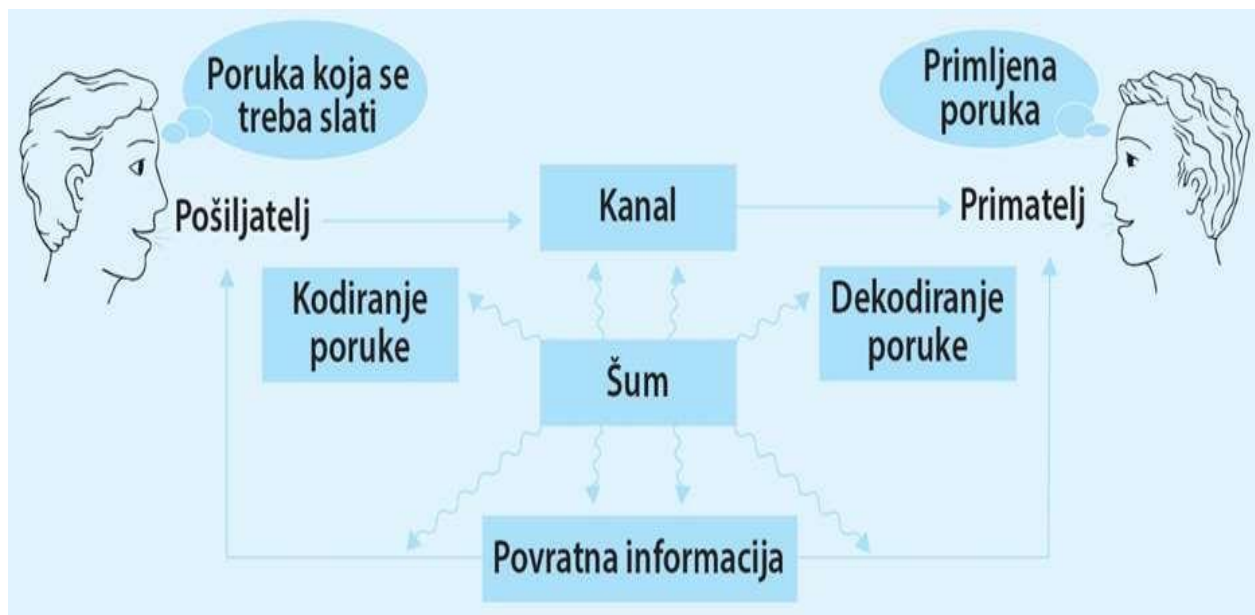 Poruka koja se
treba slati
Primljena
poruka
Pošiljatelj
Kanal
Primatelj
Kodiranje
poruke
Šum
Dekodiranje
poruke
Povratna informacija